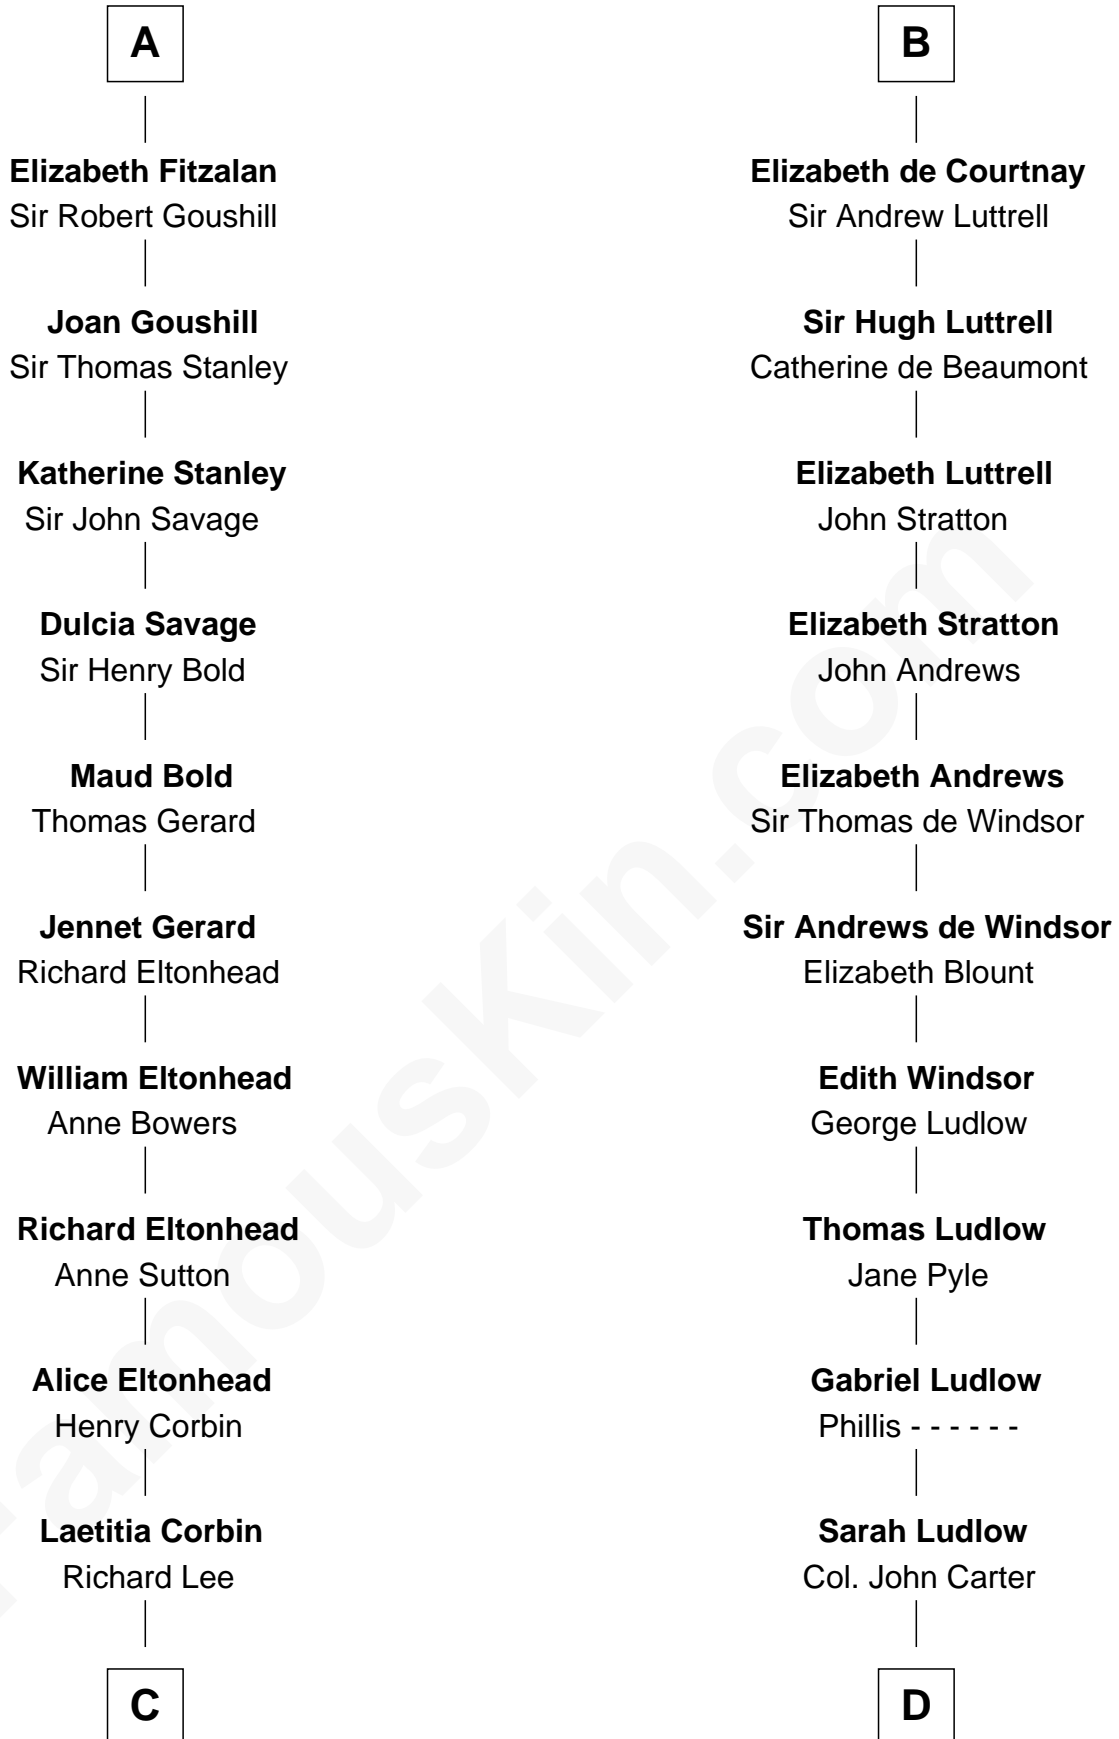 A
Elizabeth Fitzalan
Sir Robert Goushill
Joan Goushill
Sir Thomas Stanley
Katherine Stanley
Sir John Savage
Dulcia Savage
Sir Henry Bold
Maud Bold
Thomas Gerard
Jennet Gerard
Richard Eltonhead
William Eltonhead
Anne Bowers
Richard Eltonhead
Anne Sutton
Alice Eltonhead
Henry Corbin
Laetitia Corbin
Richard Lee
C
B
Elizabeth de Courtnay
Sir Andrew Luttrell
Sir Hugh Luttrell
Catherine de Beaumont
Elizabeth Luttrell
John Stratton
Elizabeth Stratton
John Andrews
Elizabeth Andrews
Sir Thomas de Windsor
Sir Andrews de Windsor
Elizabeth Blount
Edith Windsor
George Ludlow
Thomas Ludlow
Jane Pyle
Gabriel Ludlow
Phillis - - - - - -
Sarah Ludlow
Col. John Carter
D
FamousKin.com